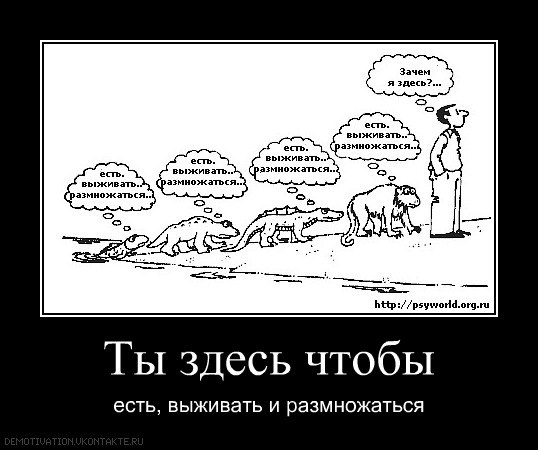 Зачем
я здесь?...
есть.
выживать..
размножаться..
есть.
выживать..
размножаться..
есть.
выживать..
размножаться..
есть.
выживать..
размножаться..
http://psyworld.org.ru
Ты здесь чтобы
есть, выживать и размножаться
DEMOTIVATION.VKONTAKTE.RU